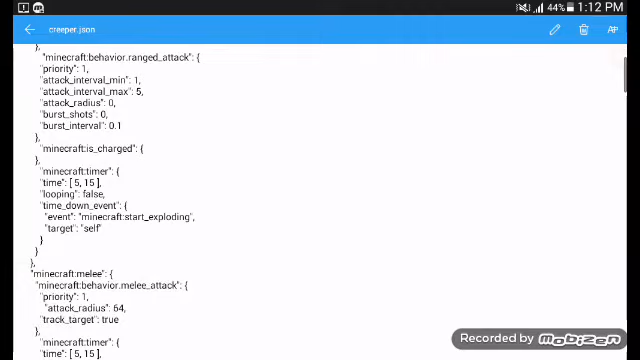 44% 1:12 PM
creeper.json
},
"minecraft:behavior.ranged_attack": {
"priority": 1,
"attack_interval_min": 1,
"attack_interval_max": 5,
"attack_radius": 0,
"burst_shots": 0,
"burst_interval": 0.1
},
"minecraft:is_charged": {
},
"minecraft:timer": {
"time": [ 5, 15 ],
"looping": false,
"time_down_event": {
"event": "minecraft:start_exploding",
"target": "self"
}
}
},
"minecraft:melee": {
"minecraft:behavior.melee_attack": {
"priority": 1,
"attack_radius": 64,
"track_target": true
},
"minecraft:timer": {
"time": [ 5, 15 ],
Recorded by Mobizen